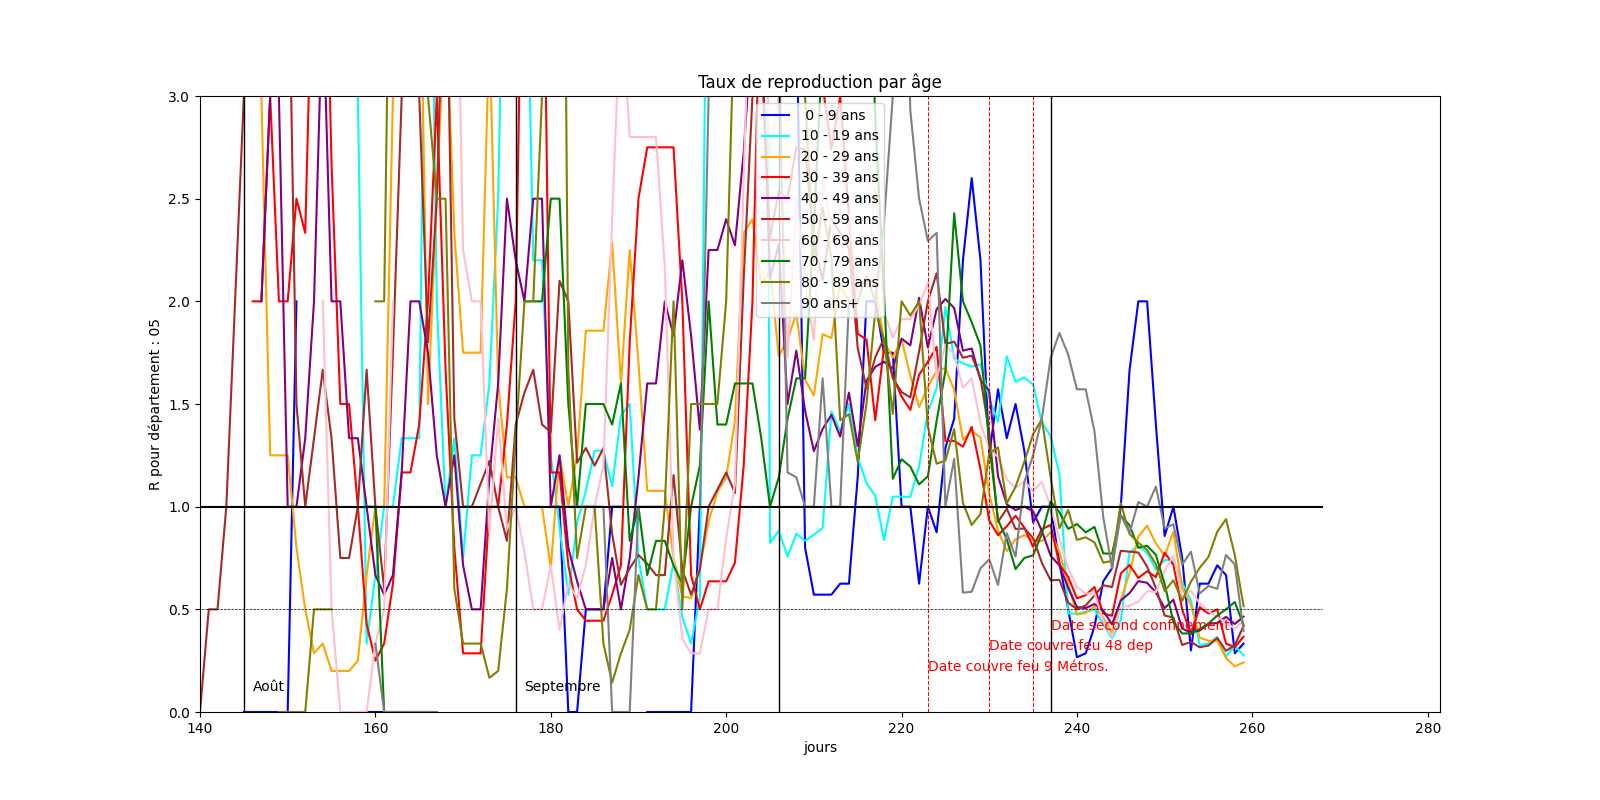 Taux de reproduction par âge
R pour département : 05
3.0
2.5
2.0
1.5
1.0
0.5
0.0
0 - 9 ans
10 - 19 ans
20 - 29 ans
30 - 39 ans
40 - 49 ans
50 - 59 ans
60 - 69 ans
70 - 79 ans
80 - 89 ans
90 ans+
Date second confinement.
Date couvre feu 48 dep
Date couvre feu 9 Métros.
Août
Septembre
140 160 180 200 220 240 260 280
jours